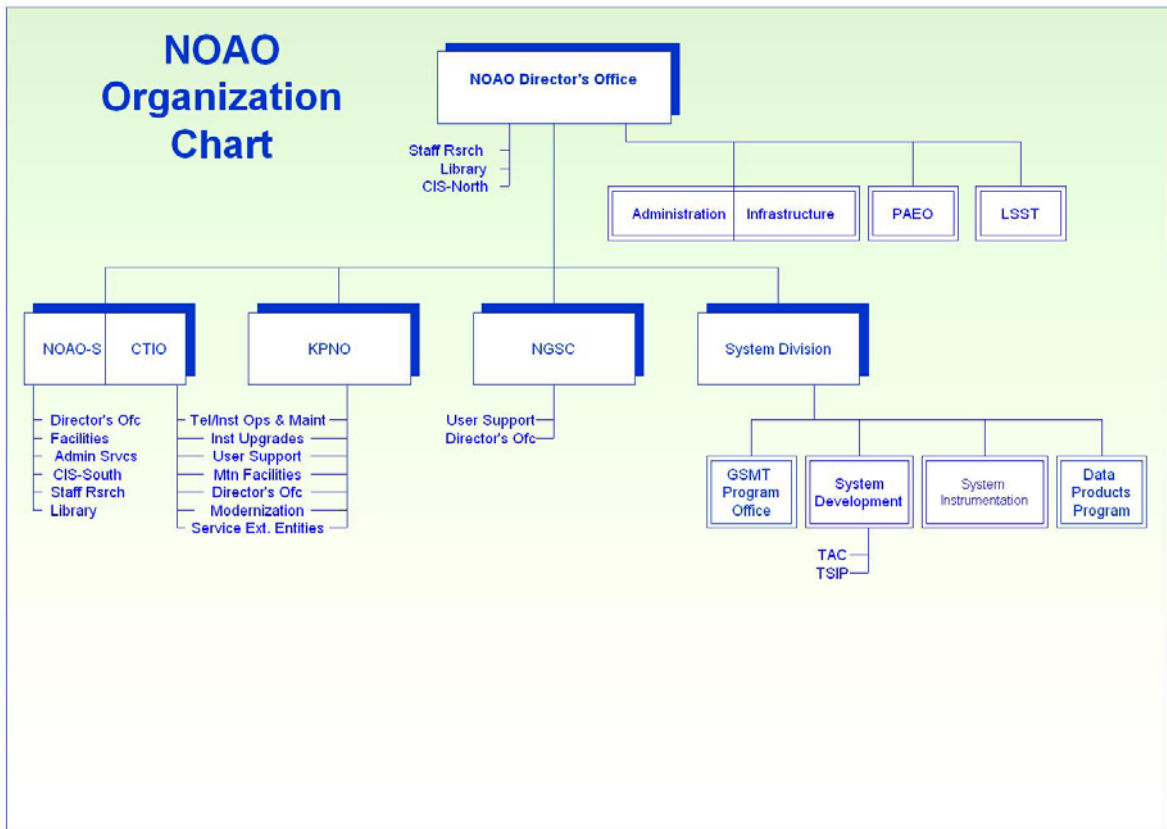 NOAO
Organization
Chart
NOAO Director's Office
Staff Rsrch
Library
CIS-North
Administration
Infrastructure
PAEO
LSST
NOAO-S
CTIO
KPNO
NGSC
System Division
Director's Ofc
Facilities
Admin Srvcs
CIS-South
Staff Rsrch
Library
Tel/Inst Ops & Maint
Inst Upgrades
User Support
Mtn Facilities
Director's Ofc
Modernization
Service Ext. Entities
User Support
Director's Ofc
GSMT
Program
Office
System
Development
System
Instrumentation
Data
Products
Program
TAC
TSIP